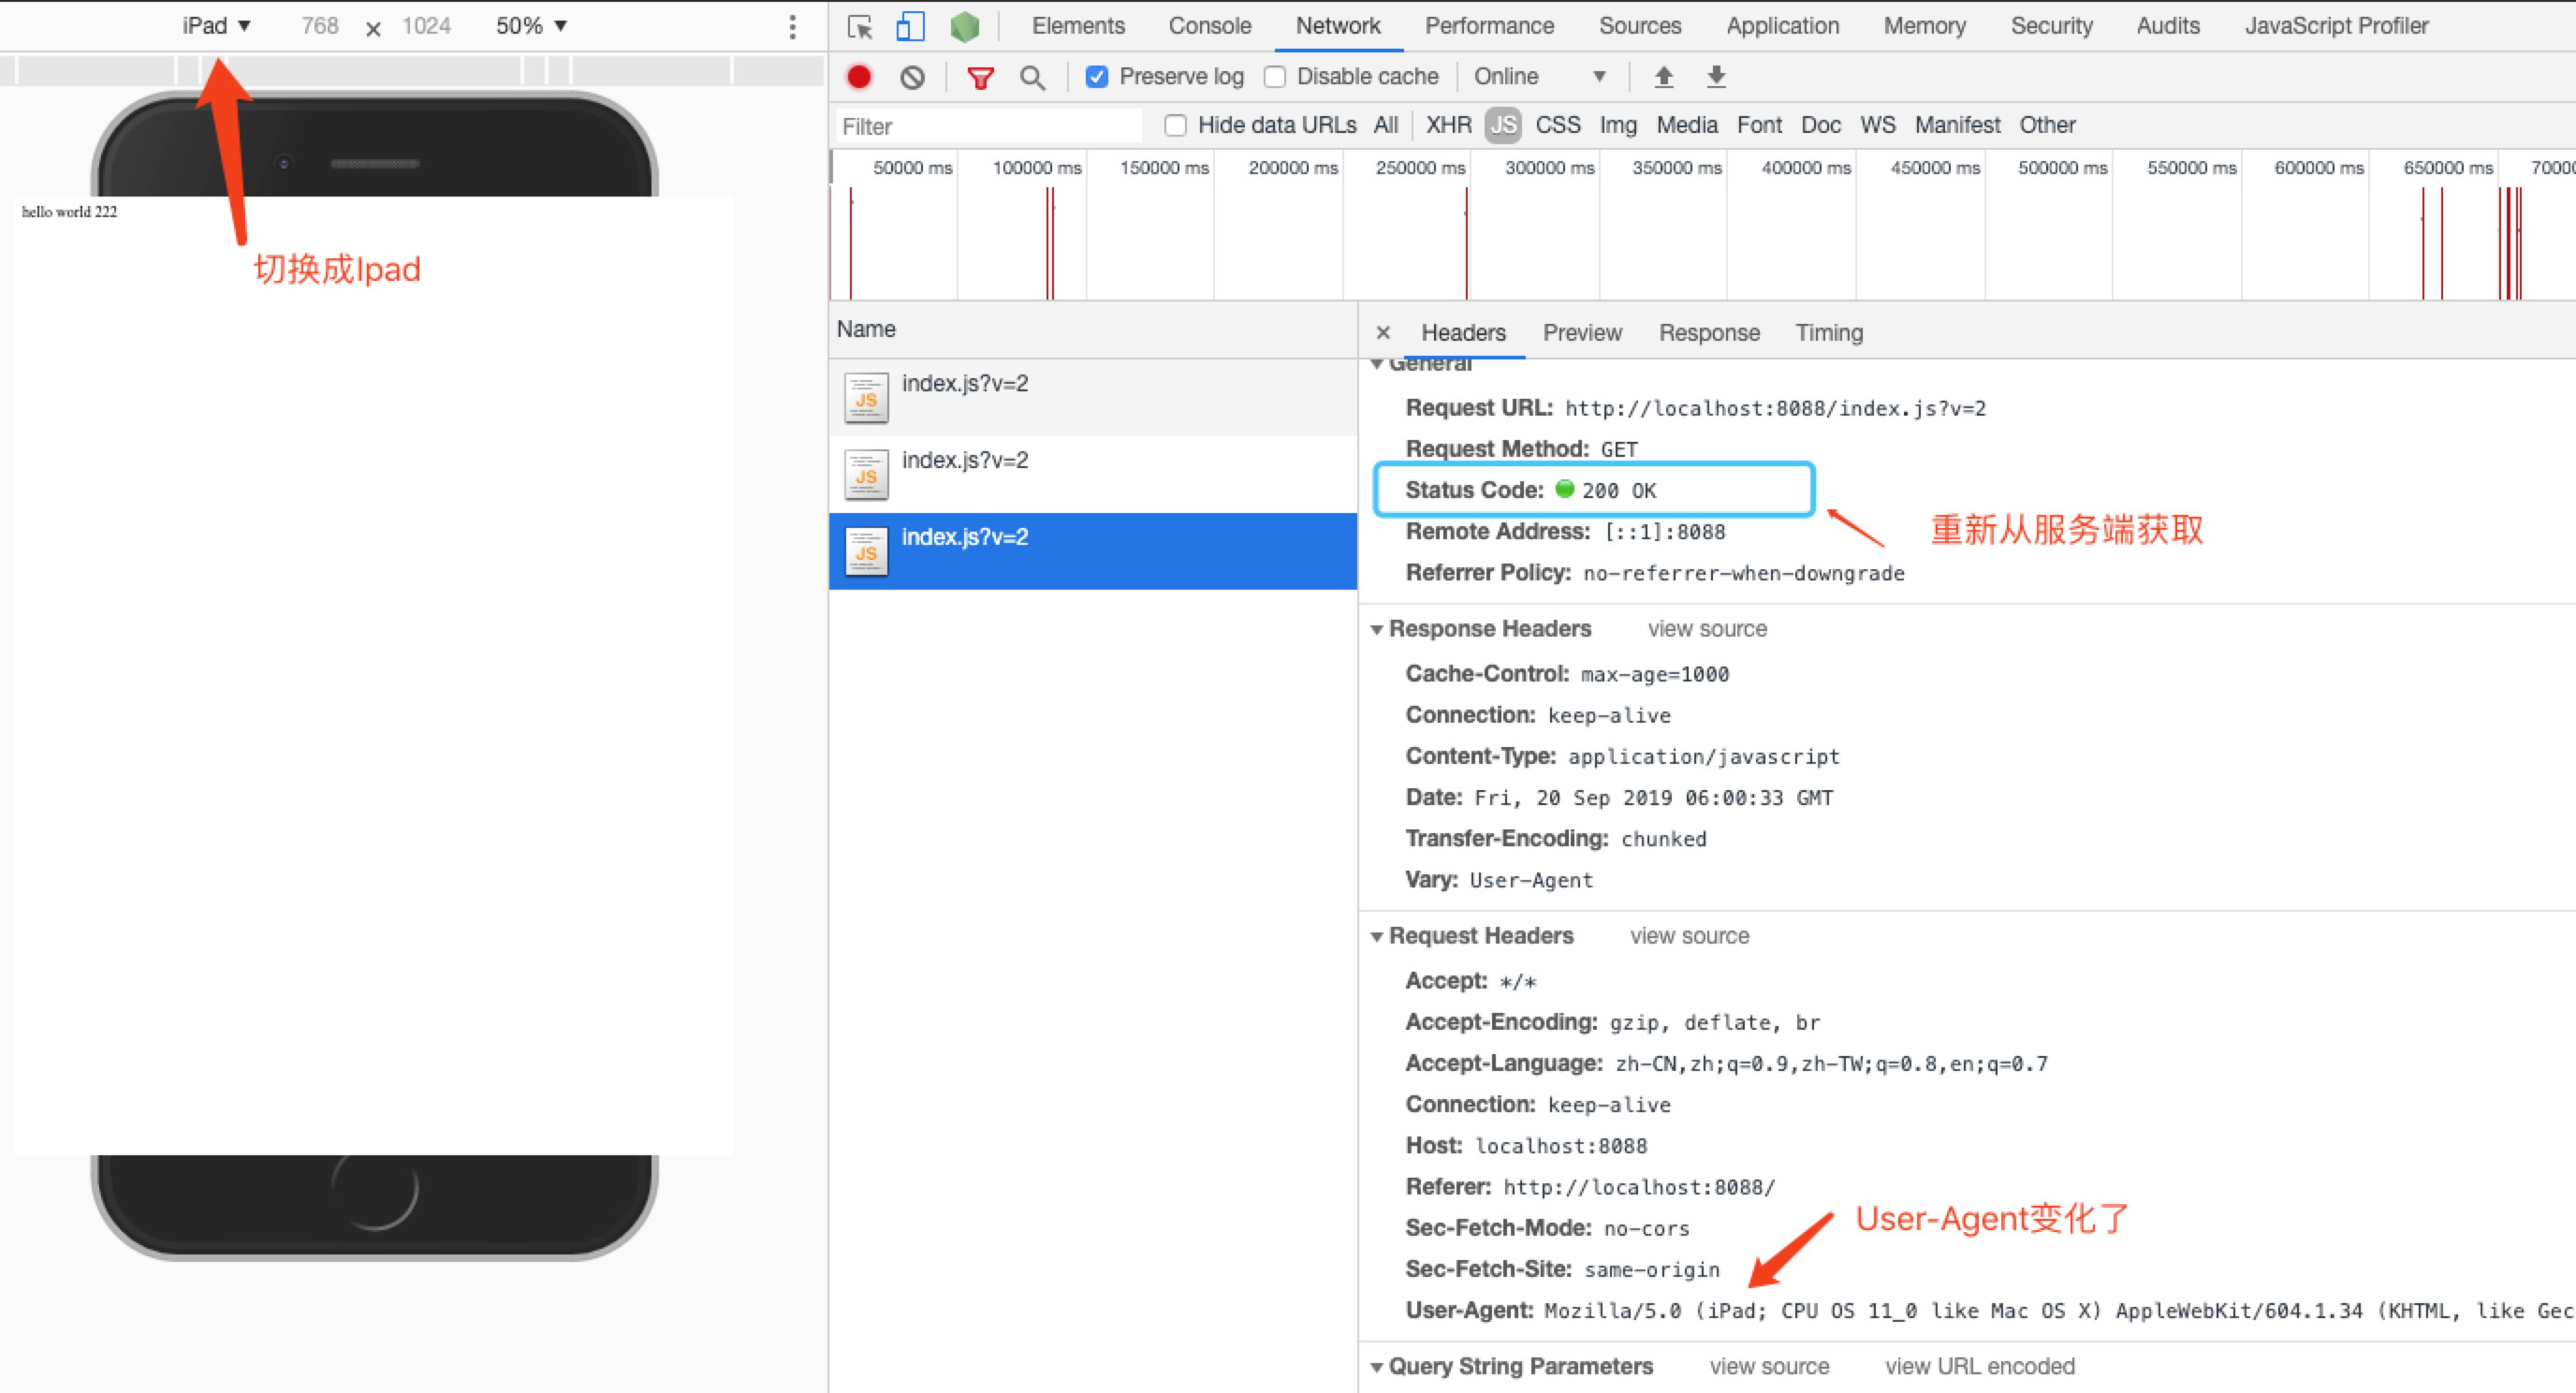 iPad ▼ 768 × 1024 50% ▼
Elements Console Network Performance Sources Application Memory Security Audits JavaScript Profiler
Preserve log Disable cache Online ▼
Filter Hide data URLs All XHR JS CSS Img Media Font Doc WS Manifest Other
50000 ms 100000 ms 150000 ms 200000 ms 250000 ms 300000 ms 350000 ms 400000 ms 450000 ms 500000 ms 550000 ms 600000 ms 650000 ms 7000
hello world 222
切换成Ipad
Name
index.js?v=2
index.js?v=2
index.js?v=2
× Headers Preview Response Timing
General
Request URL: http://localhost:8088/index.js?v=2
Request Method: GET
Status Code: 200 OK
重新从服务端获取
Remote Address: [::1]:8088
Referrer Policy: no-referrer-when-downgrade
Response Headers view source
Cache-Control: max-age=1000
Connection: keep-alive
Content-Type: application/javascript
Date: Fri, 20 Sep 2019 06:00:33 GMT
Transfer-Encoding: chunked
Vary: User-Agent
Request Headers view source
Accept: */*
Accept-Encoding: gzip, deflate, br
Accept-Language: zh-CN,zh;q=0.9,zh-TW;q=0.8,en;q=0.7
Connection: keep-alive
Host: localhost:8088
Referer: http://localhost:8088/
User-Agent变化了
Sec-Fetch-Mode: no-cors
Sec-Fetch-Site: same-origin
User-Agent: Mozilla/5.0 (iPad; CPU OS 11_0 like Mac OS X) AppleWebKit/604.1.34 (KHTML, like Gec
Query String Parameters view source view URL encoded